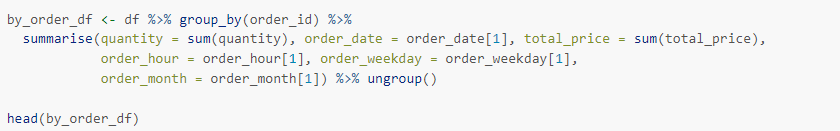 by_order_df <- df %>% group_by(order_id) %>%
summarise(quantity = sum(quantity), order_date = order_date[1], total_price = sum(total_price),
order_hour = order_hour[1], order_weekday = order_weekday[1],
order_month = order_month[1]) %>% ungroup()
head(by_order_df)